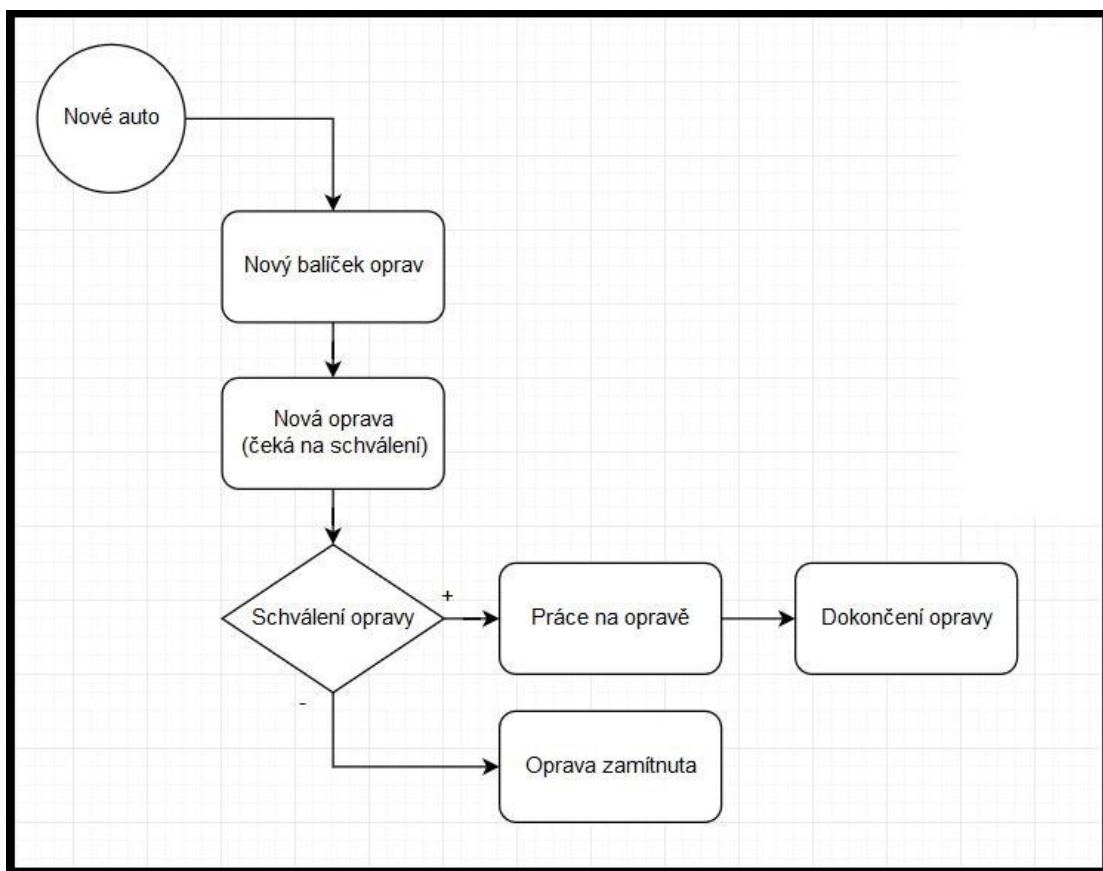 Nové auto
Nový balíček oprav
Nová oprava
(čeká na schválení)
Schválení opravy
+
Práce na opravě
Dokončení opravy
-
Oprava zamítnuta